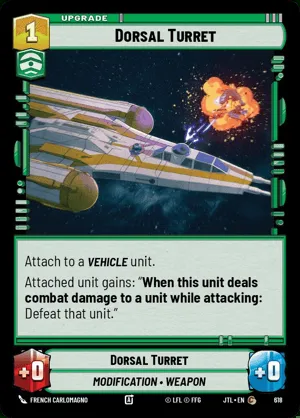 UPGRADE
1
DORSAL TURRET
Attach to a VEHICLE unit.
Attached unit gains: “When this unit deals
combat damage to a unit while attacking:
Defeat that unit.”
DORSAL TURRET
+0
MODIFICATION • WEAPON
+0
FRENCH CARLOMAGNO
© LFL © FFG
JTL • EN
C
618